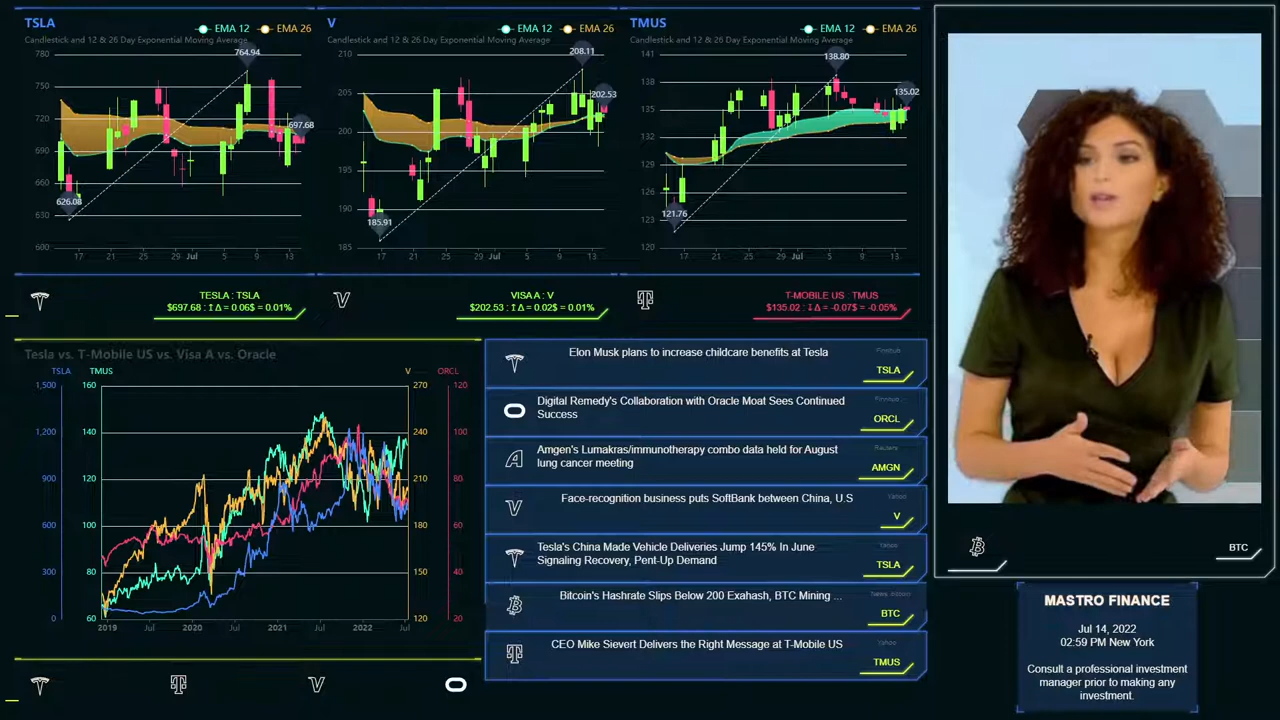 TSLA
EMA 12
EMA 26
Candlestick and 12 & 26 Day Exponential Moving Average
780
750
720
690
660
630
600
764.94
697.68
626.08
17
21
25
29
Jul
5
9
13
V
EMA 12
EMA 26
Candlestick and 12 & 26 Day Exponential Moving Average
210
205
200
195
190
185
208.11
202.53
185.91
17
21
25
29
Jul
5
9
13
TMUS
EMA 12
EMA 26
Candlestick and 12 & 26 Day Exponential Moving Average
141
138
135
132
129
126
123
120
138.80
135.02
121.76
17
21
25
29
Jul
5
9
13
TESLA : TSLA
$697.68 : ↥ Δ = 0.06$ = 0.01%
VISA A : V
$202.53 : ↥ Δ = 0.02$ = 0.01%
T-MOBILE US : TMUS
$135.02 : ↧ Δ = -0.07$ = -0.05%
Tesla vs. T-Mobile US vs. Visa A vs. Oracle
TSLA
TMUS
V
ORCL
1,500
1,200
900
600
300
0
160
140
120
100
80
60
270
240
210
180
150
120
120
100
80
60
40
20
2019
Jul
2020
Jul
2021
Jul
2022
Jul
Elon Musk plans to increase childcare benefits at Tesla
Finnhub
TSLA
Digital Remedy's Collaboration with Oracle Moat Sees Continued
Success
Finnhub
ORCL
Amgen's Lumakras/immunotherapy combo data held for August
lung cancer meeting
Reuters
AMGN
Face-recognition business puts SoftBank between China, U.S
Yahoo
V
Tesla's China Made Vehicle Deliveries Jump 145% In June
Signaling Recovery, Pent-Up Demand
Yahoo
TSLA
Bitcoin's Hashrate Slips Below 200 Exahash, BTC Mining ...
BTC
CEO Mike Sievert Delivers the Right Message at T-Mobile US
Yahoo
TMUS
BTC
MASTRO FINANCE
Jul 14, 2022
02:59 PM New York
Consult a professional investment
manager prior to making any
investment.